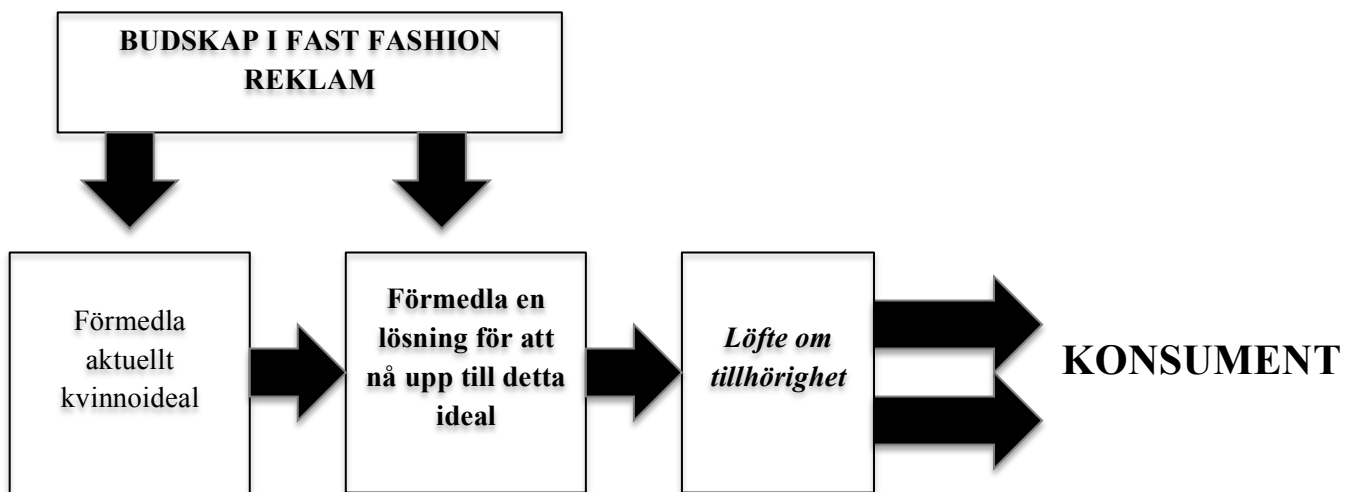 BUDSKAP I FAST FASHION
REKLAM
Förmedla
aktuellt
kvinnoideal
Förmedla en
lösning för att
nå upp till detta
ideal
Löfte om
tillhörighet
KONSUMENT